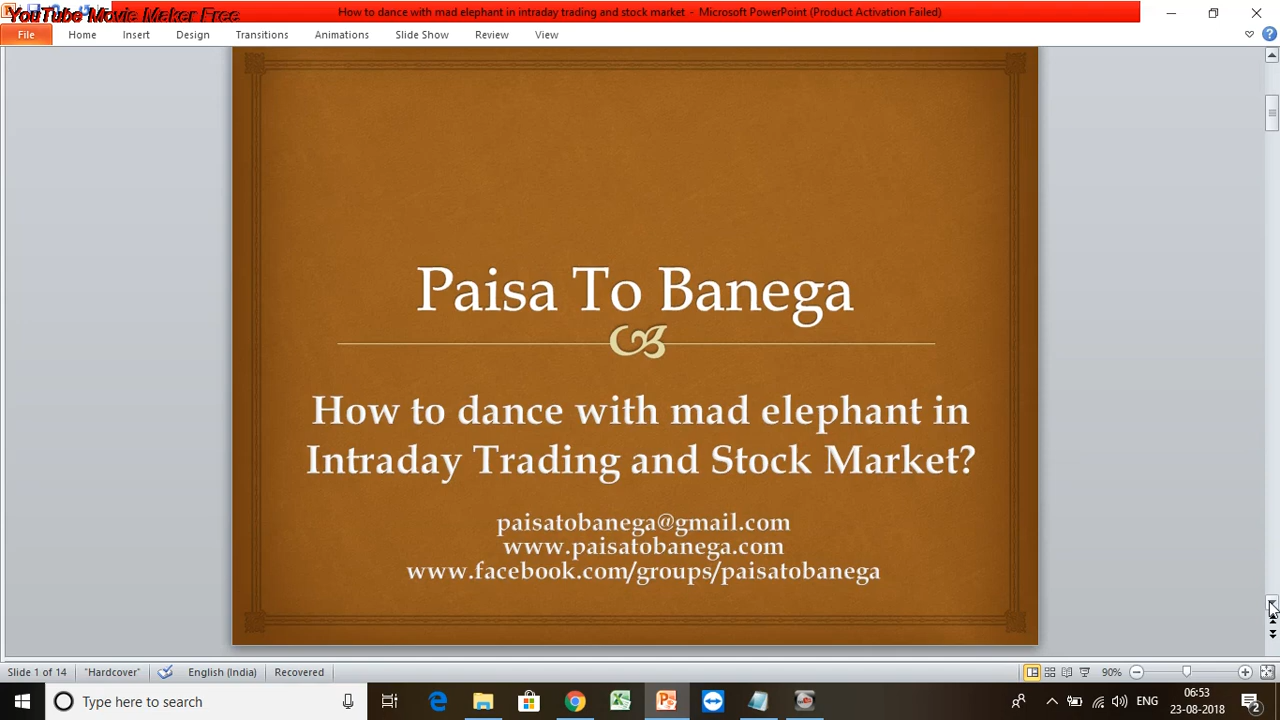 YouTube Movie Maker Free
How to dance with mad elephant in intraday trading and stock market - Microsoft PowerPoint (Product Activation Failed)
File Home Insert Design Transitions Animations Slide Show Review View
Paisa To Banega
How to dance with mad elephant in
Intraday Trading and Stock Market?
paisatobanega@gmail.com
www.paisatobanega.com
www.facebook.com/groups/paisatobanega
Slide 1 of 14 "Hardcover" English (India) Recovered 90%
Type here to search
ENG
06:53
23-08-2018
2